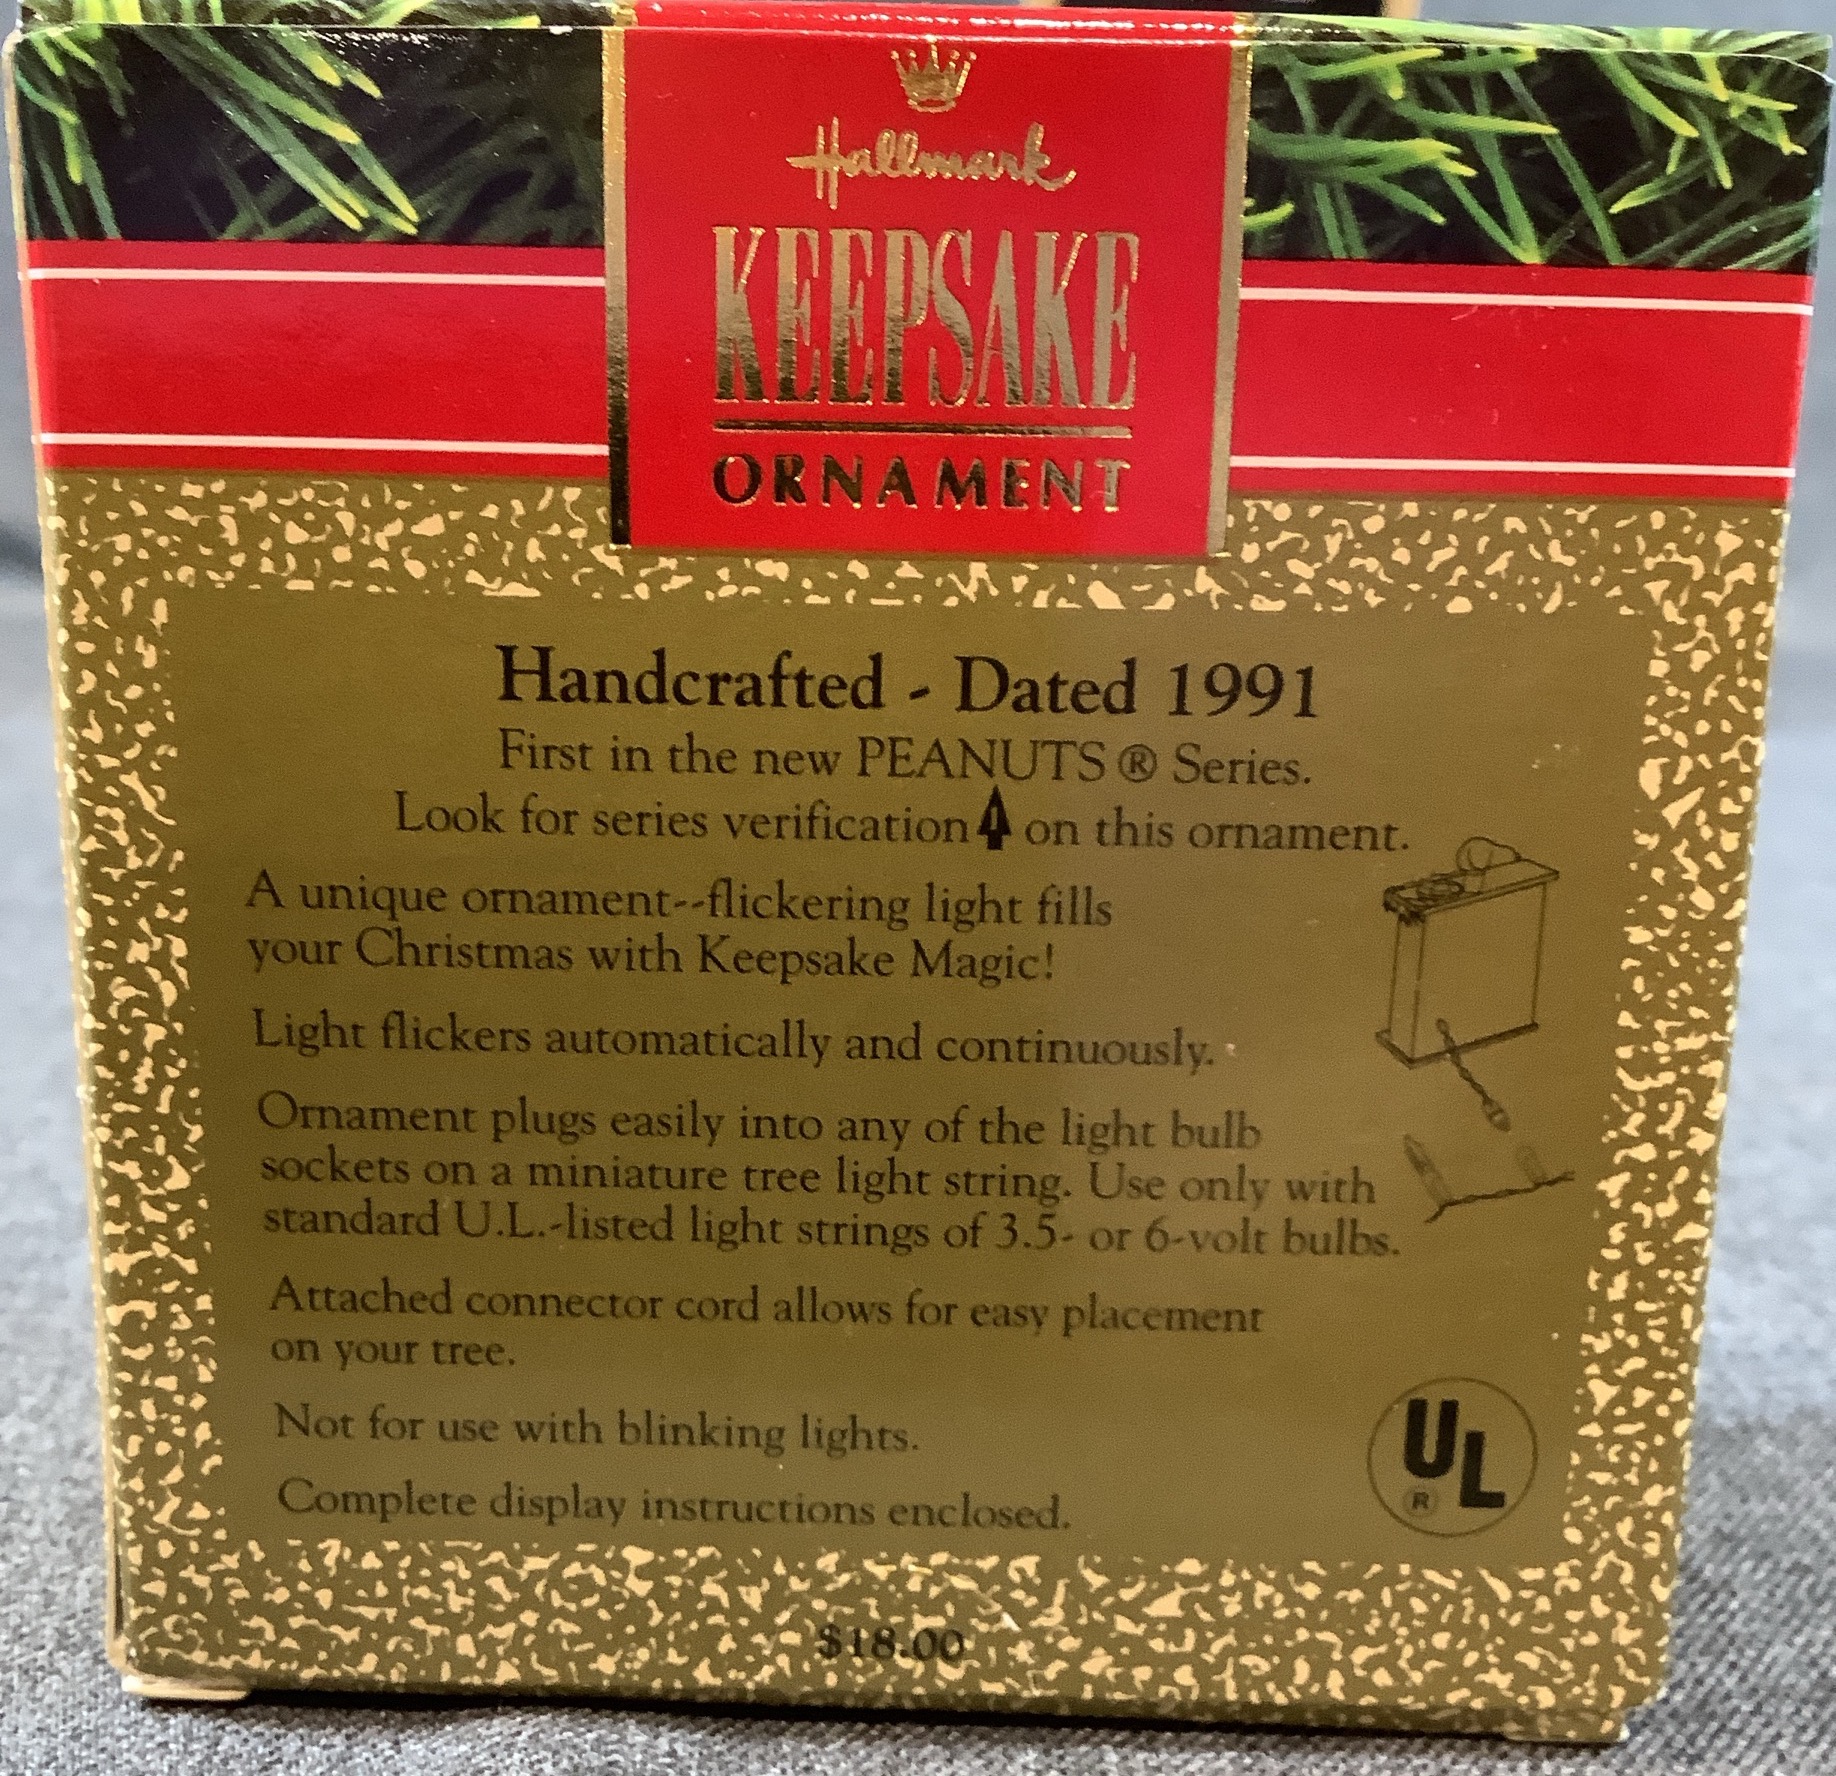 Hallmark
KEEPSAKE
ORNAMENT
Handcrafted - Dated 1991
First in the new PEANUTS ® Series.
Look for series verification 1 on this ornament.
A unique ornament--flickering light fills
your Christmas with Keepsake Magic!
Light flickers automatically and continuously.
Ornament plugs easily into any of the light bulb
sockets on a miniature tree light string. Use only with
standard U.L.-listed light strings of 3.5- or 6-volt bulbs.
Attached connector cord allows for easy placement
on your tree.
Not for use with blinking lights.
Complete display instructions enclosed.
UL ®
$18.00